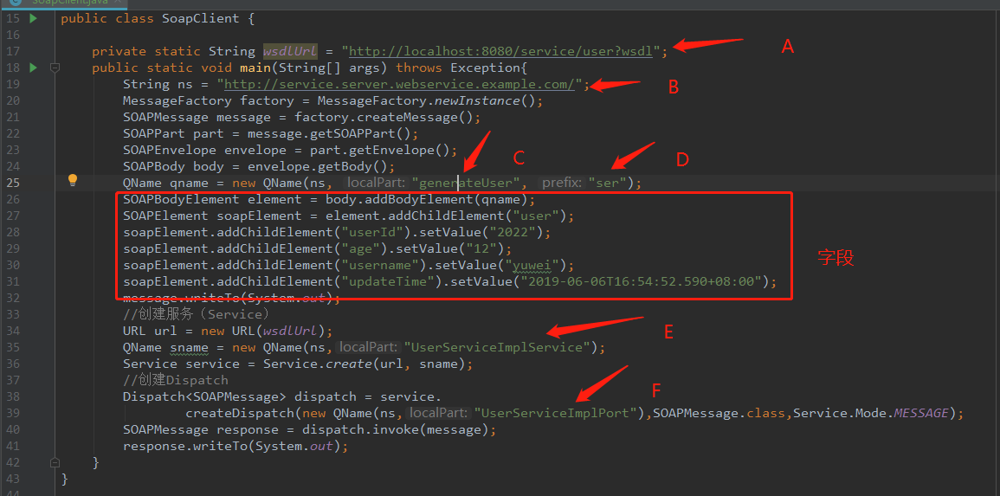 SoapClient.java
15 public class SoapClient {
16
17 private static String wsdlUrl = "http://localhost:8080/service/user?wsdl"; A
18 public static void main(String[] args) throws Exception{
19 String ns = "http://service.server.webservice.example.com/"; B
20 MessageFactory factory = MessageFactory.newInstance();
21 SOAPMessage message = factory.createMessage();
22 SOAPPart part = message.getSOAPPart();
23 SOAPEnvelope envelope = part.getEnvelope(); C
24 SOAPBody body = envelope.getBody(); D
25 QName qname = new QName(ns, localPart: "generateUser", prefix: "ser");
26 SOAPBodyElement element = body.addBodyElement(qname);
27 SOAPElement soapElement = element.addChildElement("user");
28 soapElement.addChildElement("userId").setValue("2022");
29 soapElement.addChildElement("age").setValue("12"); 字段
30 soapElement.addChildElement("username").setValue("yuwei");
31 soapElement.addChildElement("updateTime").setValue("2019-06-06T16:54:52.590+08:00");
32 message.writeTo(System.out);
33 //创建服务（Service）
34 URL url = new URL(wsdlUrl); E
35 QName sname = new QName(ns, localPart: "UserServiceImplService");
36 Service service = Service.create(url, sname);
37 //创建Dispatch
38 Dispatch<SOAPMessage> dispatch = service. F
39 createDispatch(new QName(ns, localPart: "UserServiceImplPort"),SOAPMessage.class,Service.Mode.MESSAGE);
40 SOAPMessage response = dispatch.invoke(message);
41 response.writeTo(System.out);
42 }
43 }
44